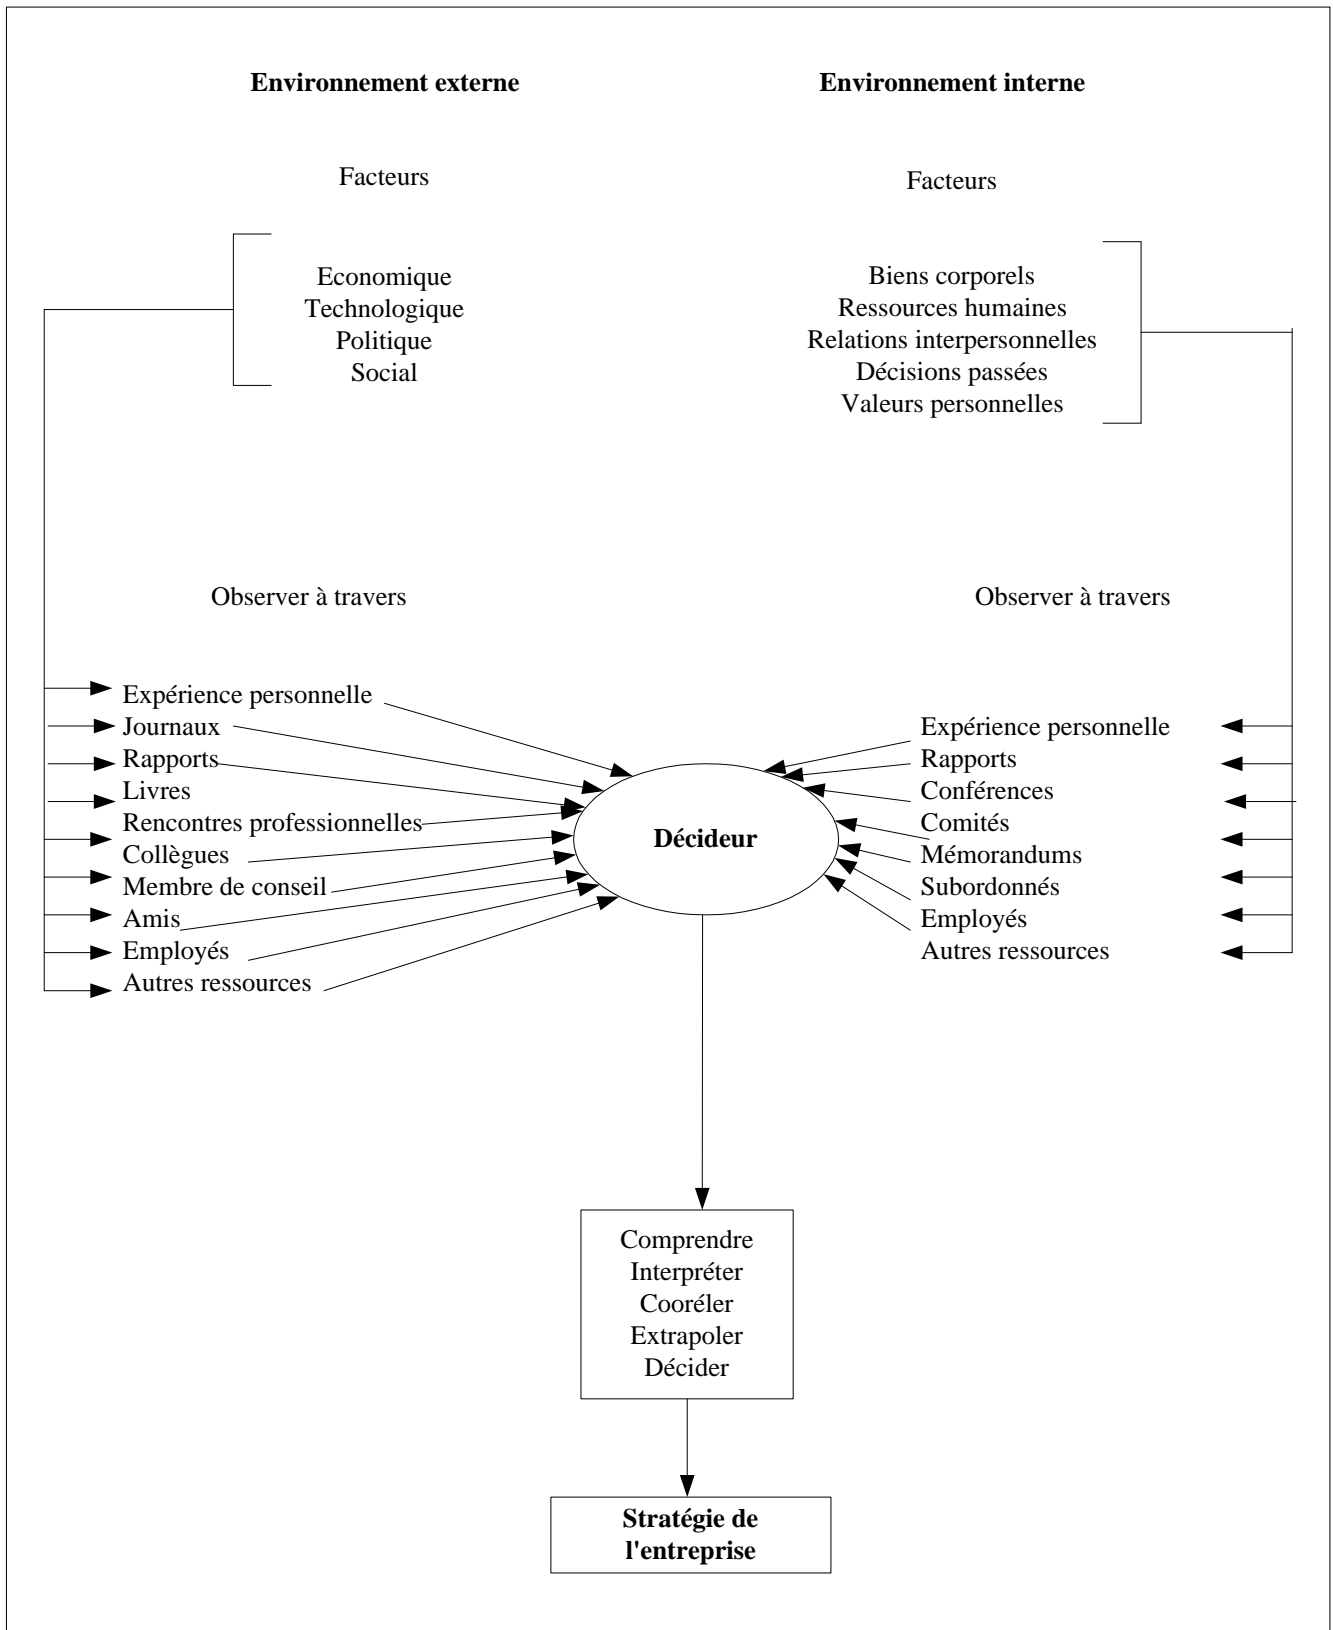 Environnement externe
Environnement interne
Facteurs
Facteurs
Economique
Technologique
Politique
Social
Biens corporels
Ressources humaines
Relations interpersonnelles
Décisions passées
Valeurs personnelles
Observer à travers
Observer à travers
Expérience personnelle
Journaux
Rapports
Livres
Rencontres professionnelles
Collègues
Membre de conseil
Amis
Employés
Autres ressources
Décideur
Expérience personnelle
Rapports
Conférences
Comités
Mémorandums
Subordonnés
Employés
Autres ressources
Comprendre
Interpréter
Cooréler
Extrapoler
Décider
Stratégie de
l'entreprise